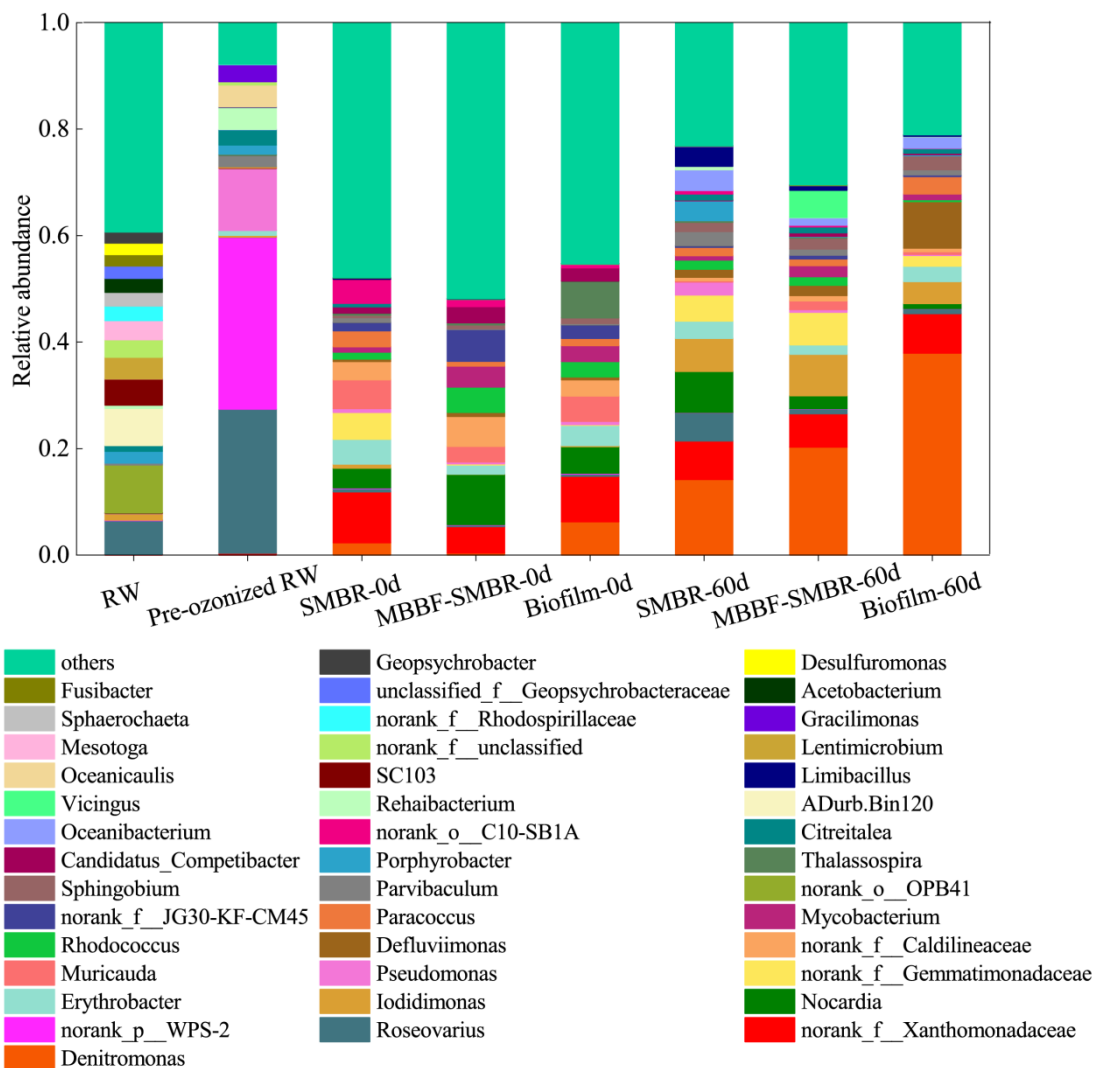 1.0
0.8
0.6
0.4
0.2
0.0
Relative abundance
RW
Pre-ozonized RW
SMBR-0d
MBBF-SMBR-0d
Biofilm-0d
SMBR-60d
MBBF-SMBR-60d
Biofilm-60d
others
Geopsychrobacter
Desulfuromonas
Fusibacter
unclassified_f__Geopsychrobacteraceae
Acetobacterium
Sphaerochaeta
norank_f__Rhodospirillaceae
Gracilimonas
Mesotoga
norank_f__unclassified
Lentimicrobium
Oceanicaulis
SC103
Limibacillus
Vicingus
Rehaibacterium
ADurb.Bin120
Oceanibacterium
norank_o__C10-SB1A
Citreitalea
Candidatus_Competibacter
Porphyrobacter
Thalassospira
Sphingobium
Parvibaculum
norank_o__OPB41
norank_f__JG30-KF-CM45
Paracoccus
Mycobacterium
Rhodococcus
Defluviimonas
norank_f__Caldilineaceae
Muricauda
Pseudomonas
norank_f__Gemmatimonadaceae
Erythrobacter
Iodidimonas
Nocardia
norank_p__WPS-2
Roseovarius
norank_f__Xanthomonadaceae
Denitromonas